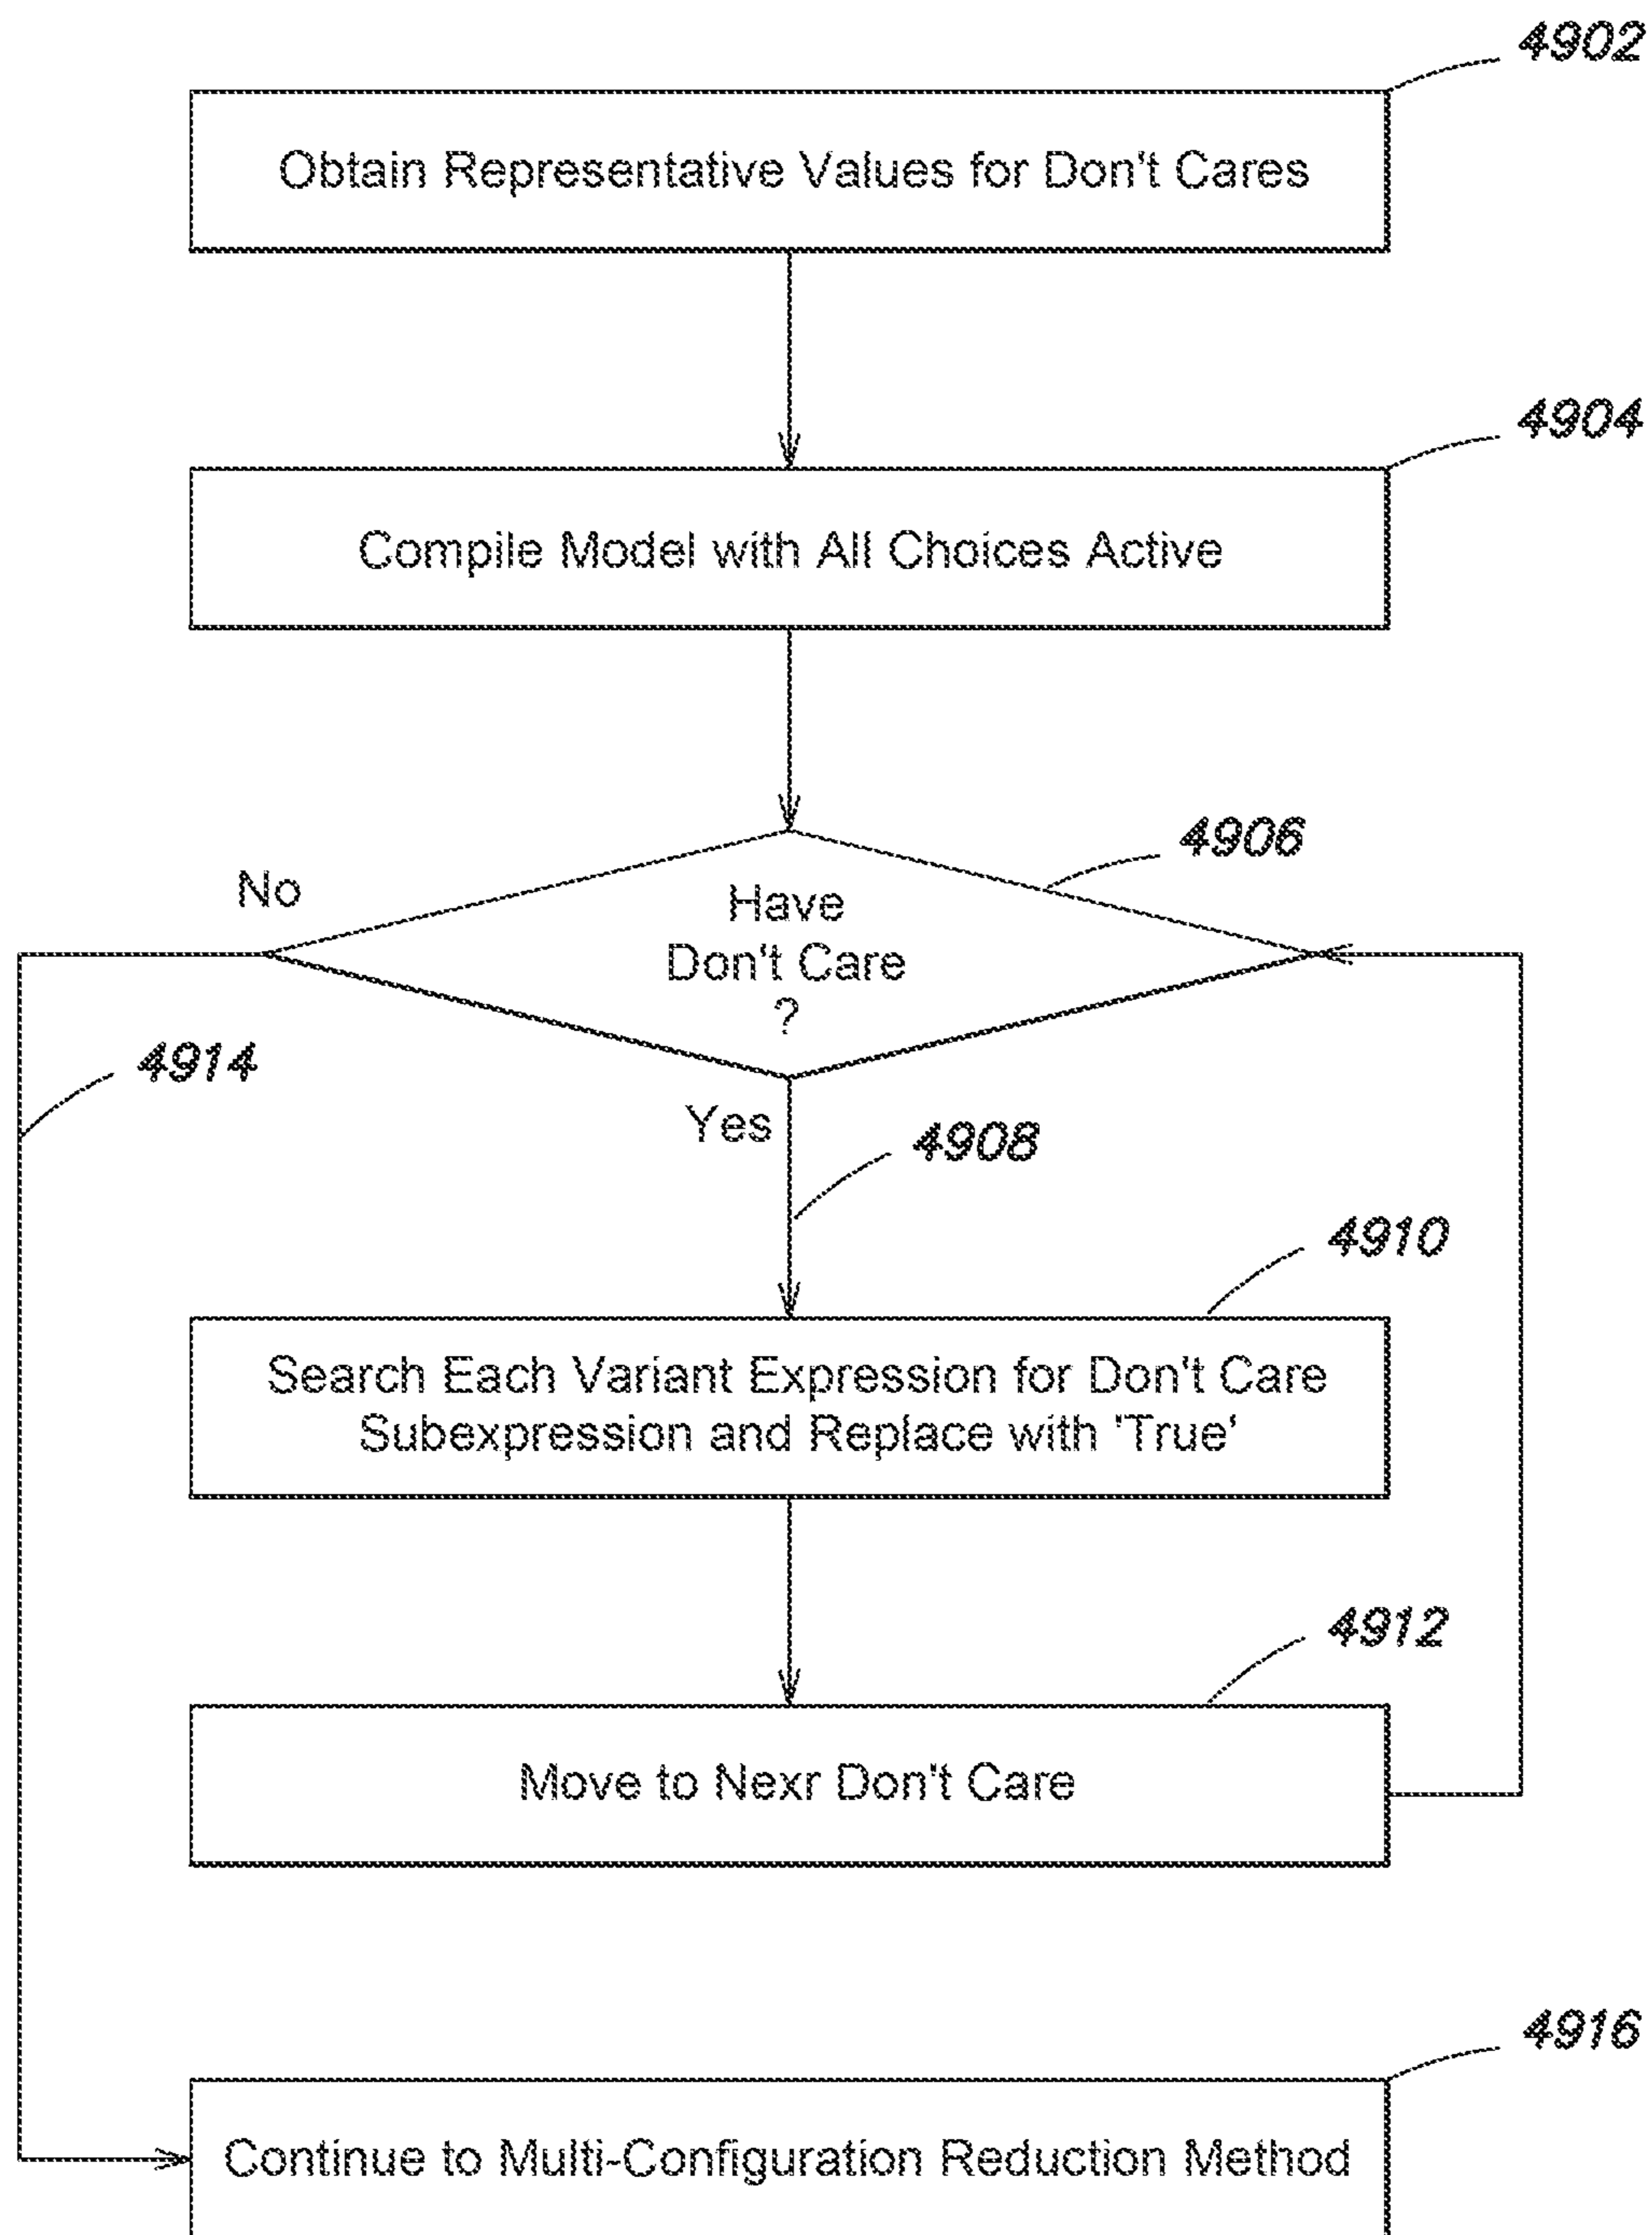 4902
Obtain Representative Values for Don't Cares
4904
Compile Model with All Choices Active
4906
No
Have
Don't Care
?
4914
Yes
4908
4910
Search Each Variant Expression for Don't Care
Subexpression and Replace with 'True'
4912
Move to Nexr Don't Care
4916
Continue to Multi-Configuration Reduction Method